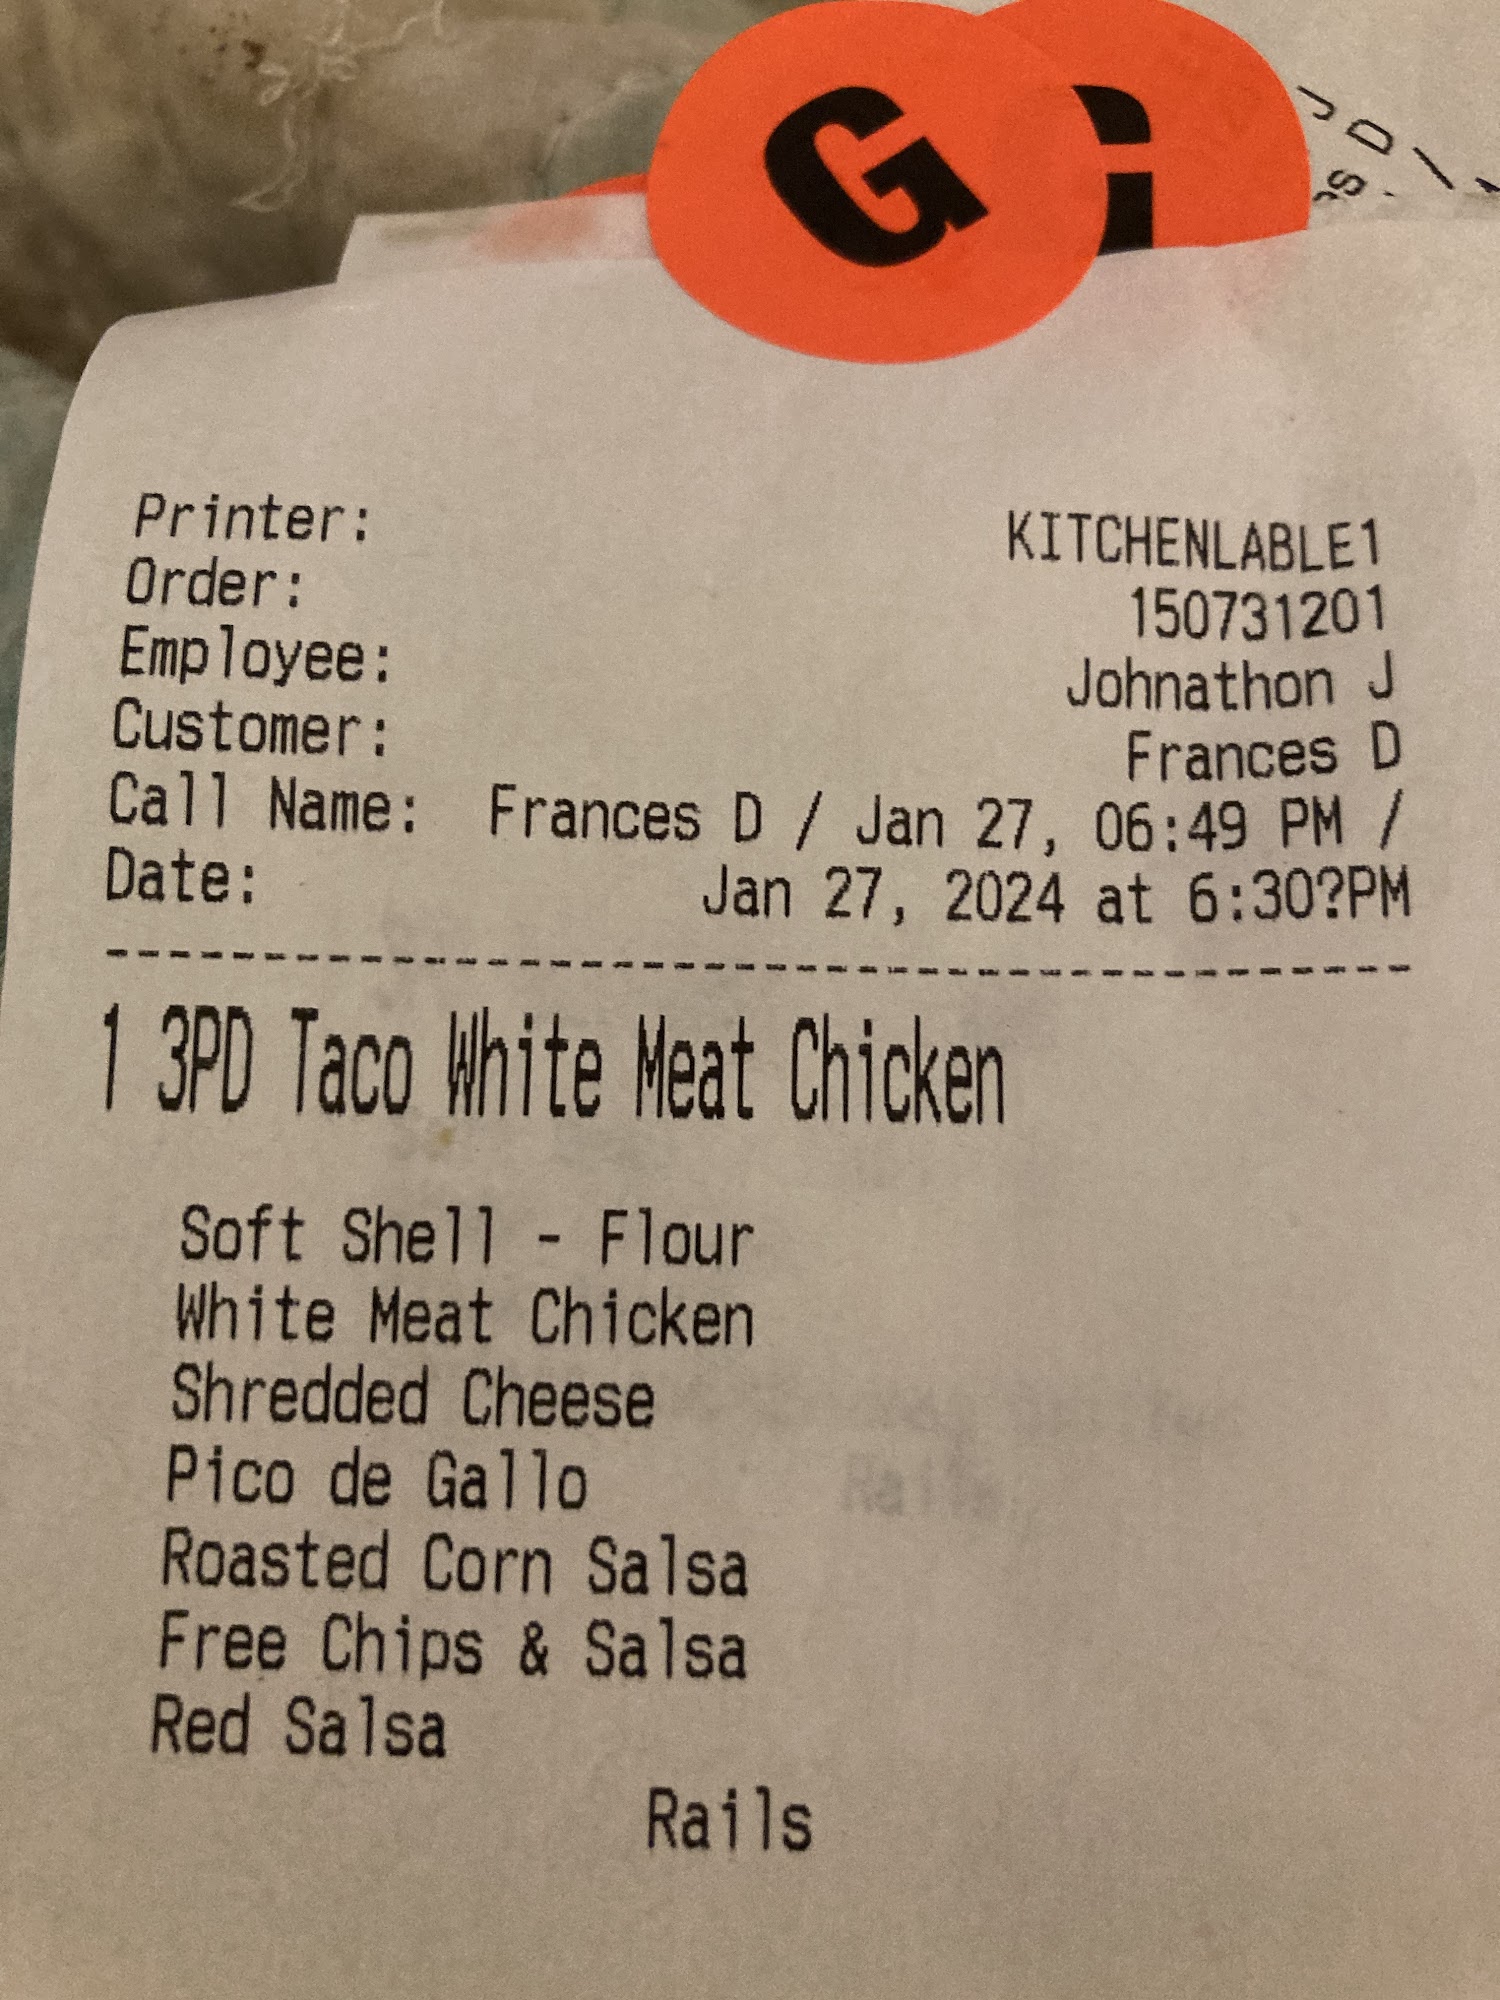 G
Printer: KITCHENLABLE1
Order: 150731201
Employee: Johnathon J
Customer: Frances D
Call Name: Frances D / Jan 27, 06:49 PM /
Date: Jan 27, 2024 at 6:30?PM
----------------------------------------
1 3PD Taco White Meat Chicken
Soft Shell - Flour
White Meat Chicken
Shredded Cheese
Pico de Gallo
Roasted Corn Salsa
Free Chips & Salsa
Red Salsa
Rails